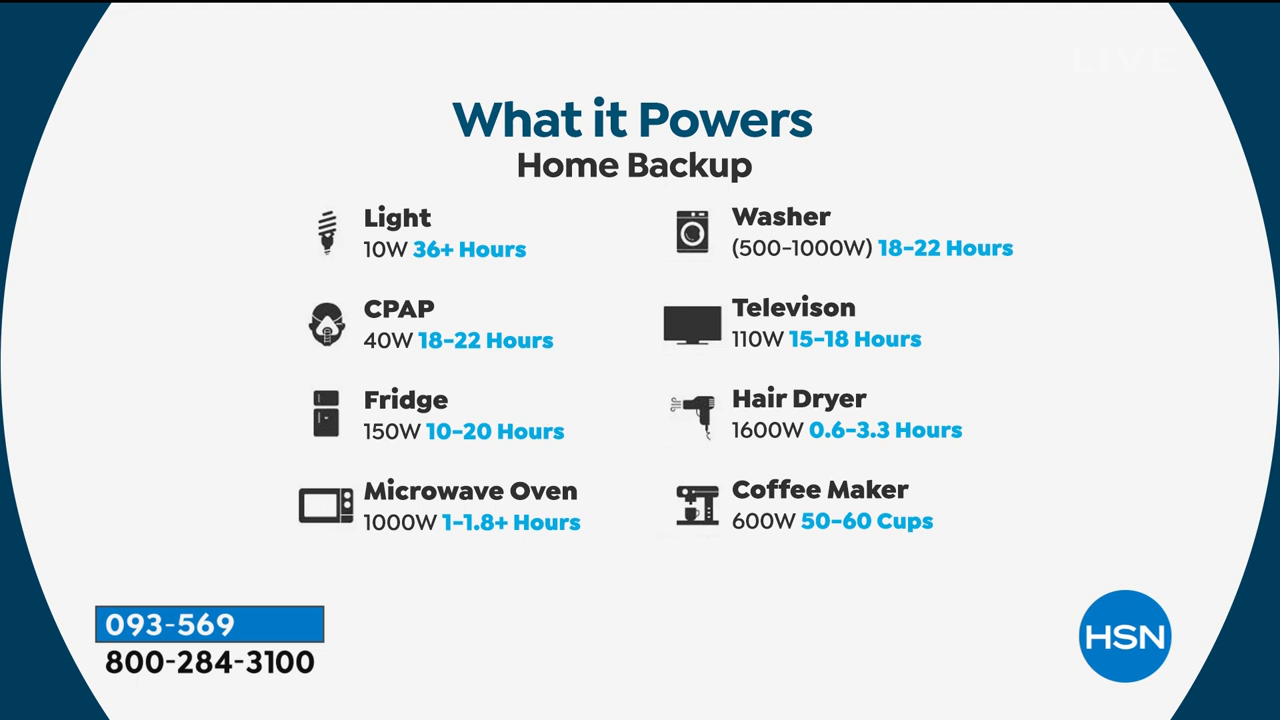 LIVE
What it Powers
Home Backup
Light
10W 36+ Hours
CPAP
40W 18-22 Hours
Fridge
150W 10-20 Hours
Microwave Oven
1000W 1-1.8+ Hours
Washer
(500-1000W) 18-22 Hours
Televison
110W 15-18 Hours
Hair Dryer
1600W 0.6-3.3 Hours
Coffee Maker
600W 50-60 Cups
093-569
800-284-3100
HSN